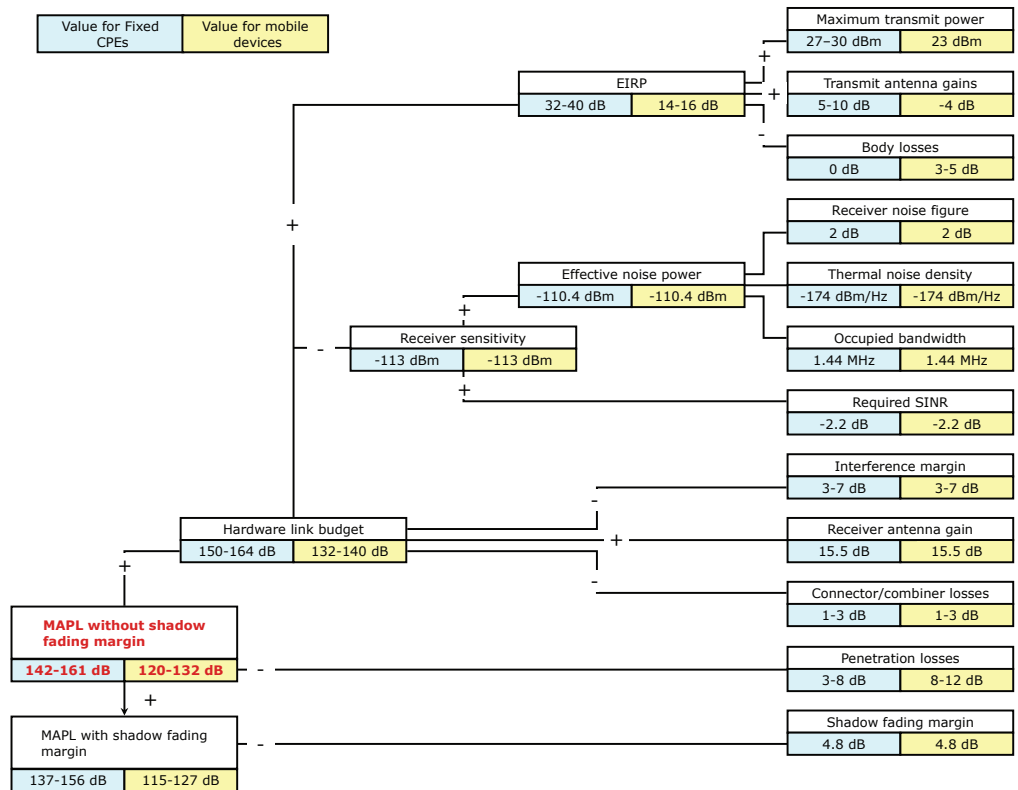 Value for Fixed CPEs
Value for mobile devices
Maximum transmit power
27–30 dBm
23 dBm
+
EIRP
32-40 dB
14-16 dB
+
Transmit antenna gains
5-10 dB
-4 dB
-
Body losses
0 dB
3-5 dB
+
Receiver noise figure
2 dB
2 dB
Effective noise power
-110.4 dBm
-110.4 dBm
Thermal noise density
-174 dBm/Hz
-174 dBm/Hz
+
Receiver sensitivity
-113 dBm
-113 dBm
-
Occupied bandwidth
1.44 MHz
1.44 MHz
+
Required SINR
-2.2 dB
-2.2 dB
Interference margin
3-7 dB
3-7 dB
-
Hardware link budget
150-164 dB
132-140 dB
+
Receiver antenna gain
15.5 dB
15.5 dB
+
-
Connector/combiner losses
1-3 dB
1-3 dB
MAPL without shadow
fading margin
142-161 dB
120-132 dB
-
Penetration losses
3-8 dB
8-12 dB
+
MAPL with shadow fading
margin
137-156 dB
115-127 dB
-
Shadow fading margin
4.8 dB
4.8 dB